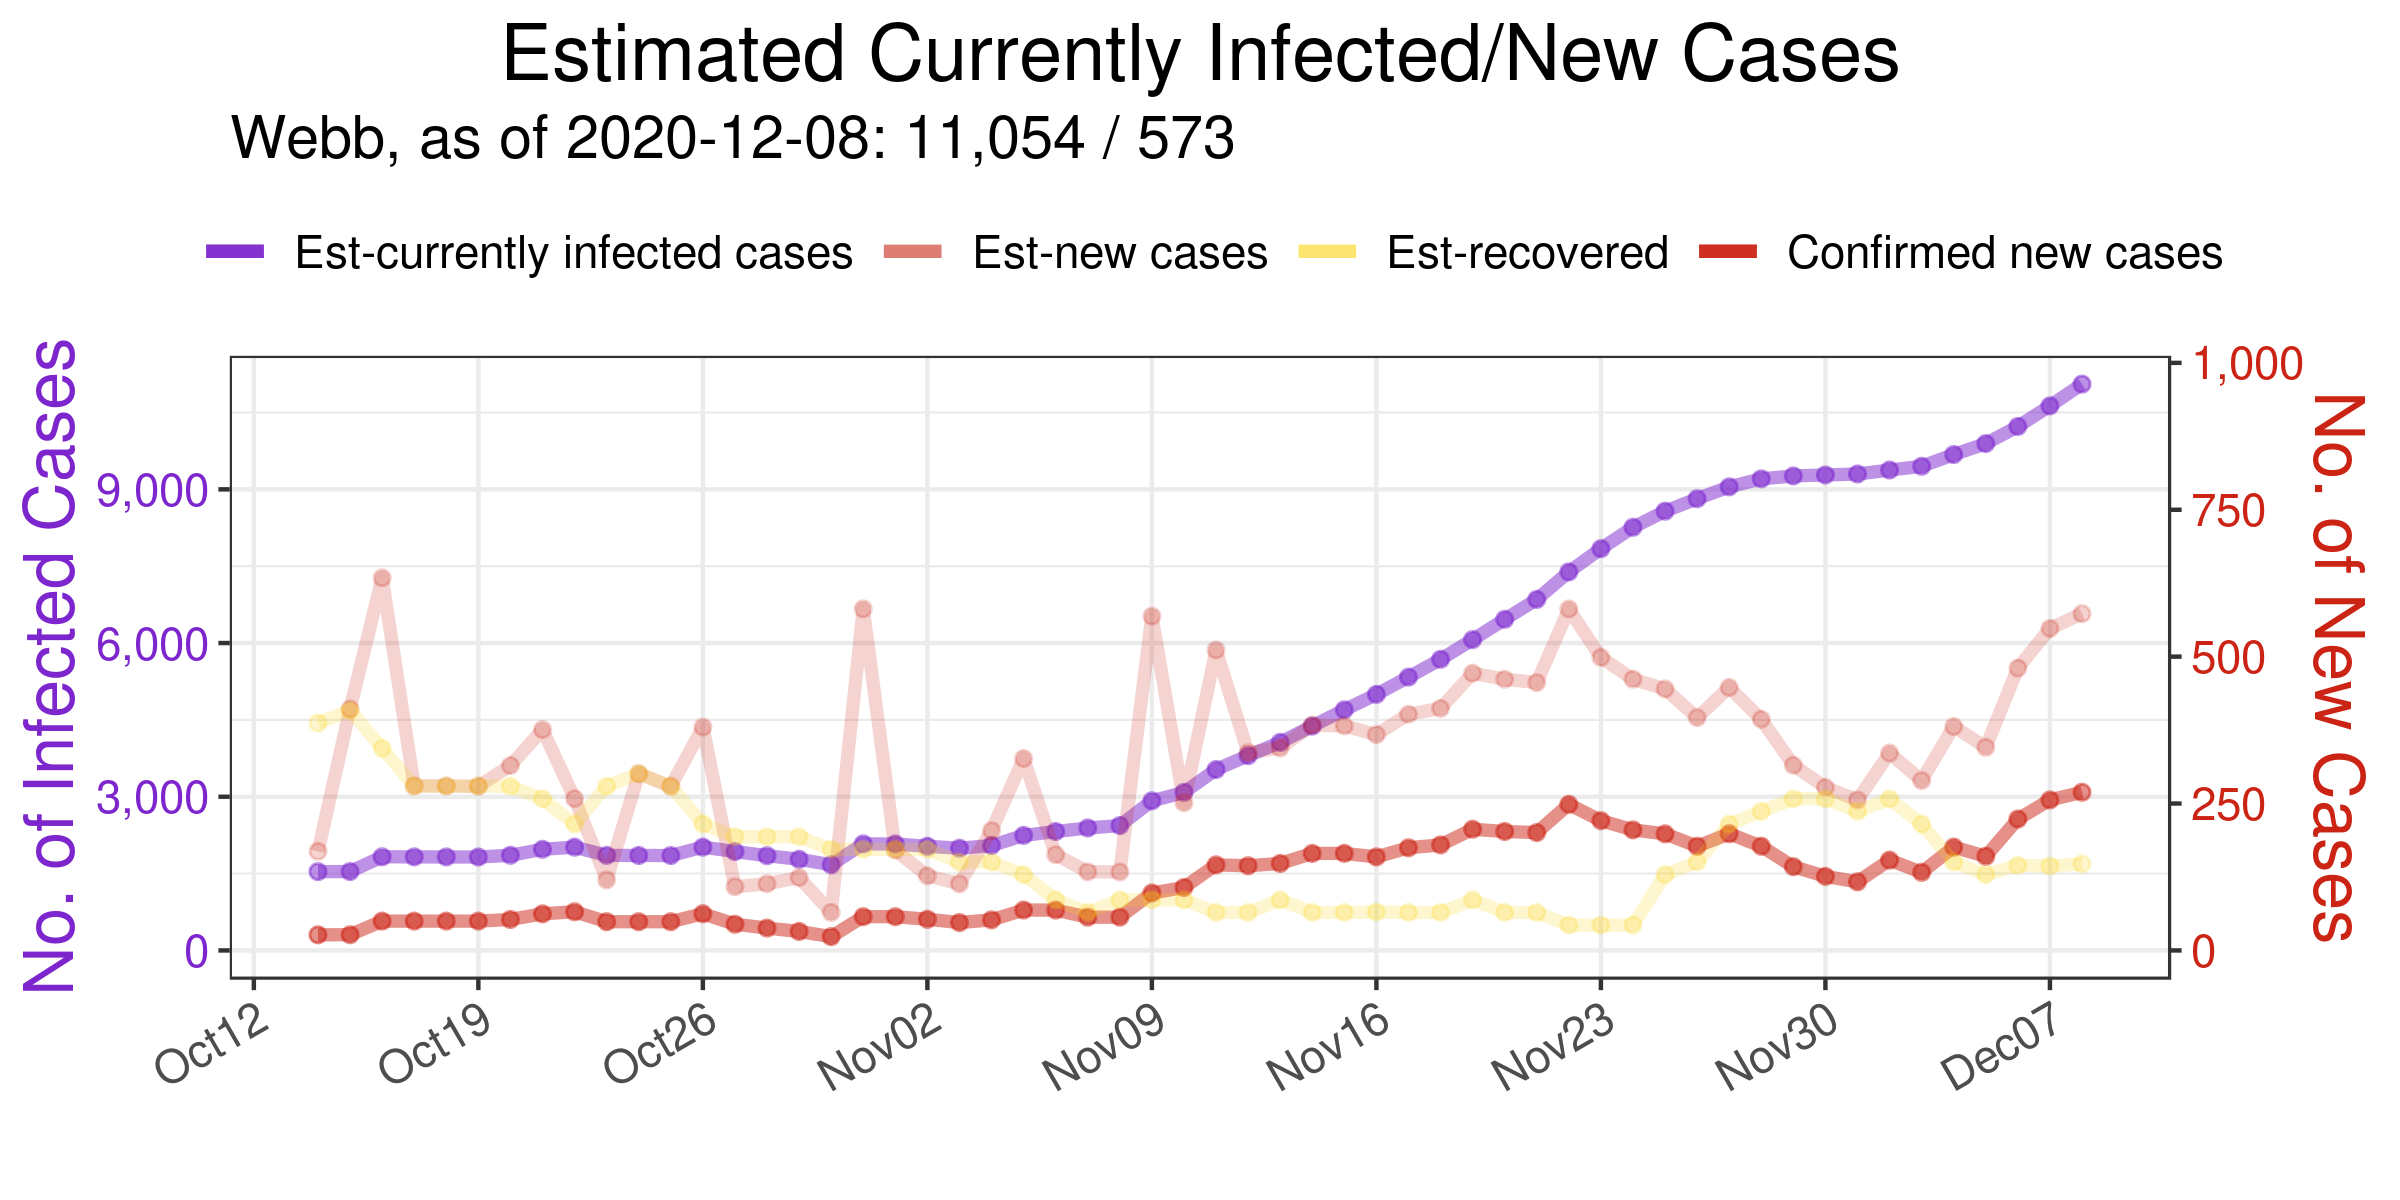 Estimated Currently Infected/New Cases
Webb, as of 2020-12-08: 11,054 / 573
Est-currently infected cases
Est-new cases
Est-recovered
Confirmed new cases
No. of Infected Cases
9,000
6,000
3,000
0
1,000
750
500
250
0
No. of New Cases
Oct12
Oct19
Oct26
Nov02
Nov09
Nov16
Nov23
Nov30
Dec07